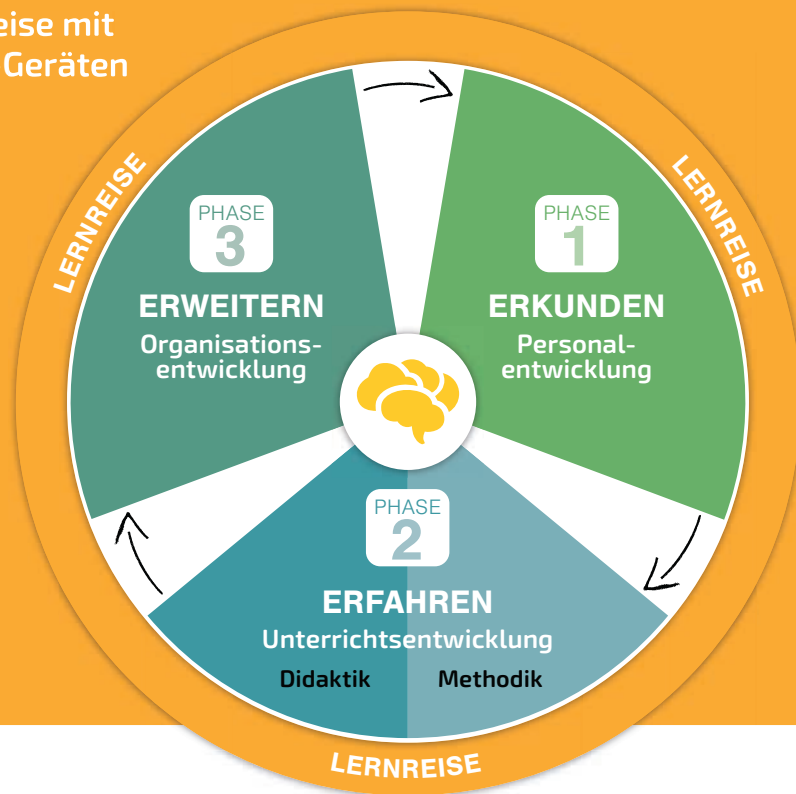 mit
Geräten
LERNREISE
LERNREISE
PHASE
3
ERWEITERN
Organisations-
entwicklung
PHASE
1
ERKUNDEN
Personal-
entwicklung
PHASE
2
ERFAHREN
Unterrichtsentwicklung
Didaktik
Methodik
LERNREISE